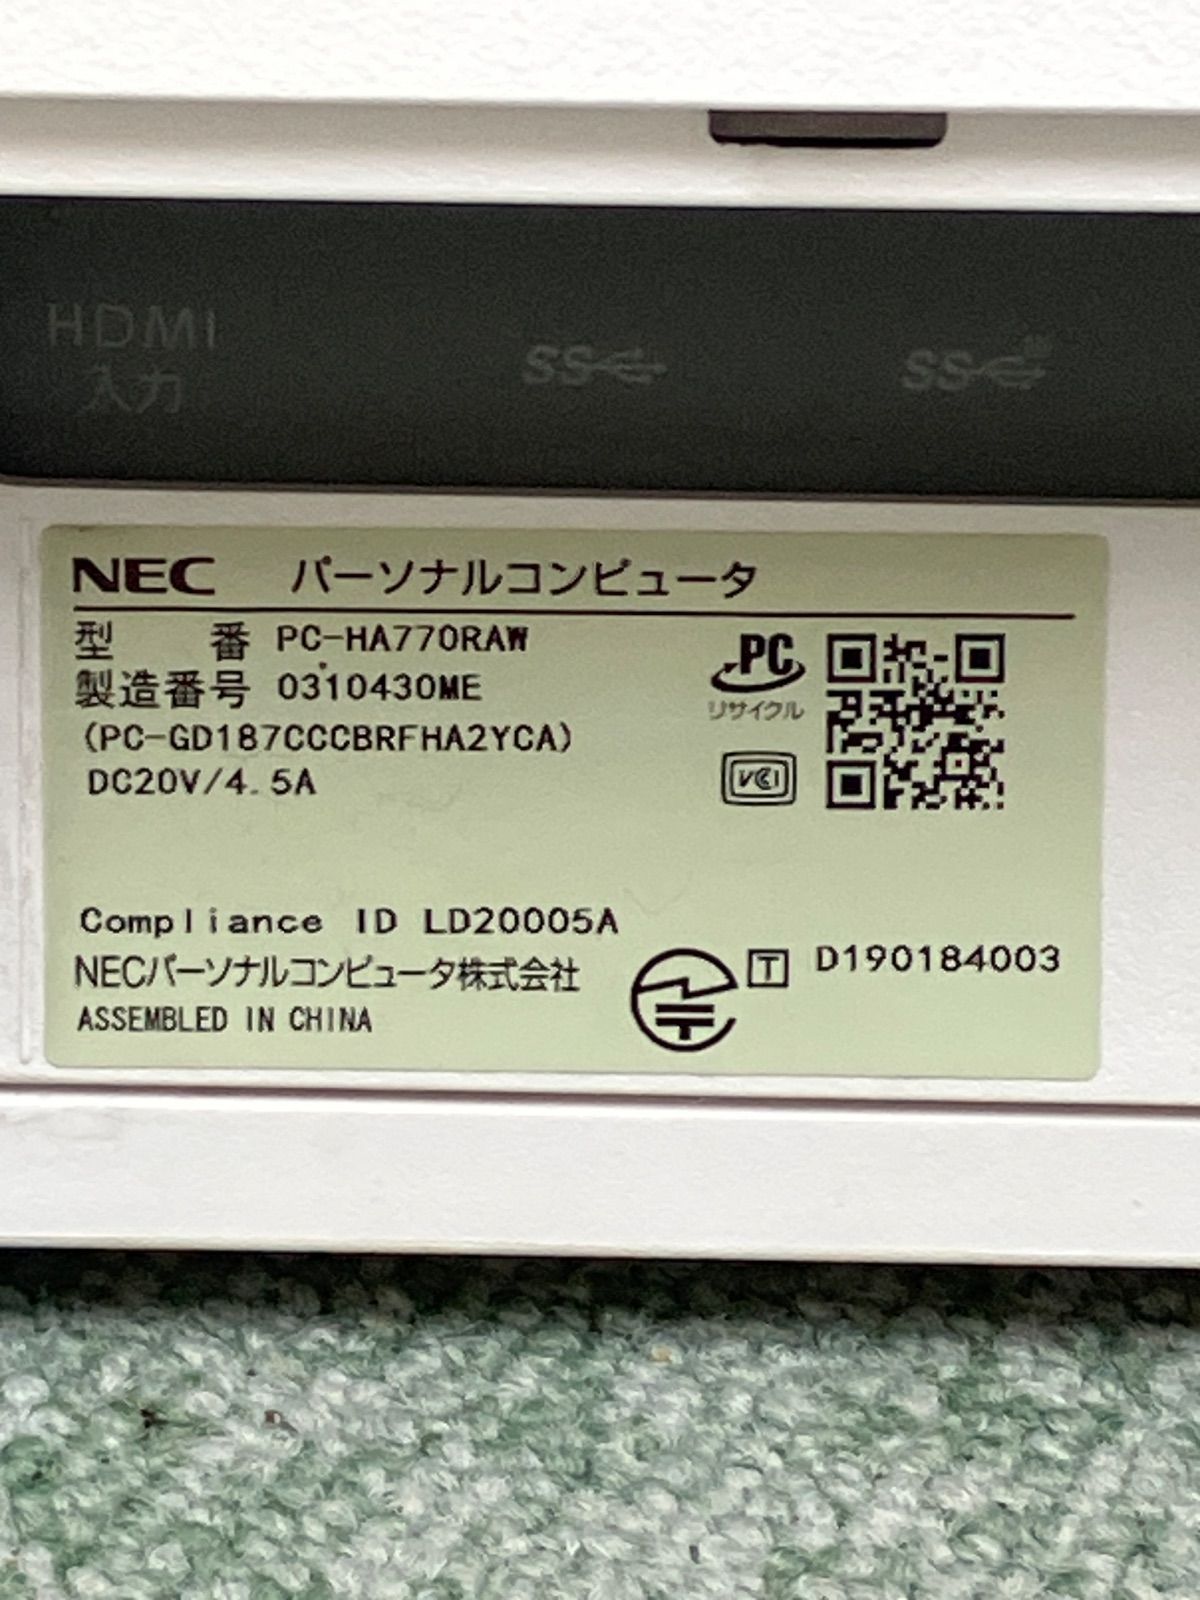 HDMI
入力
SS
SS
NEC パーソナルコンピュータ
型 番 PC-HA770RAW
製造番号 0310430ME
(PC-GD187CCCBRFHA2YCA)
DC20V/4.5A
PC
リサイクル
VCI
Compliance ID LD20005A
NECパーソナルコンピュータ株式会社
ASSEMBLED IN CHINA
T D190184003